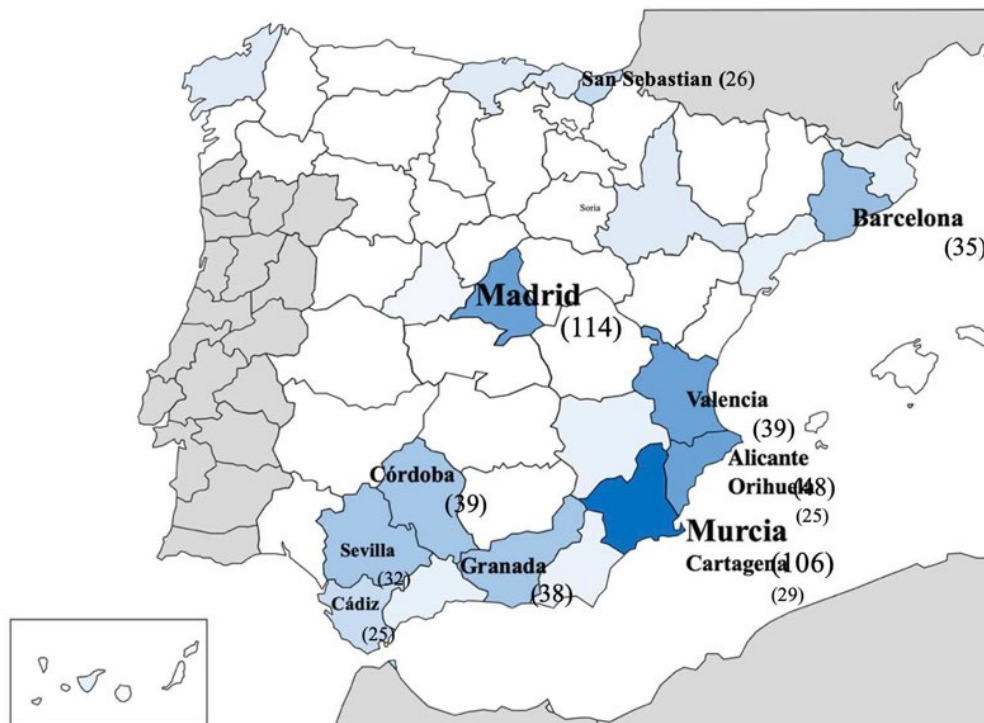 San Sebastian (26)
Soria
Barcelona
(35)
Madrid
(114)
Valencia
(39)
Alicante
(48)
Orihuela
(25)
Córdoba
(39)
Murcia
(106)
Cartagena
(29)
Sevilla
(32)
Granada
(38)
Cádiz
(25)